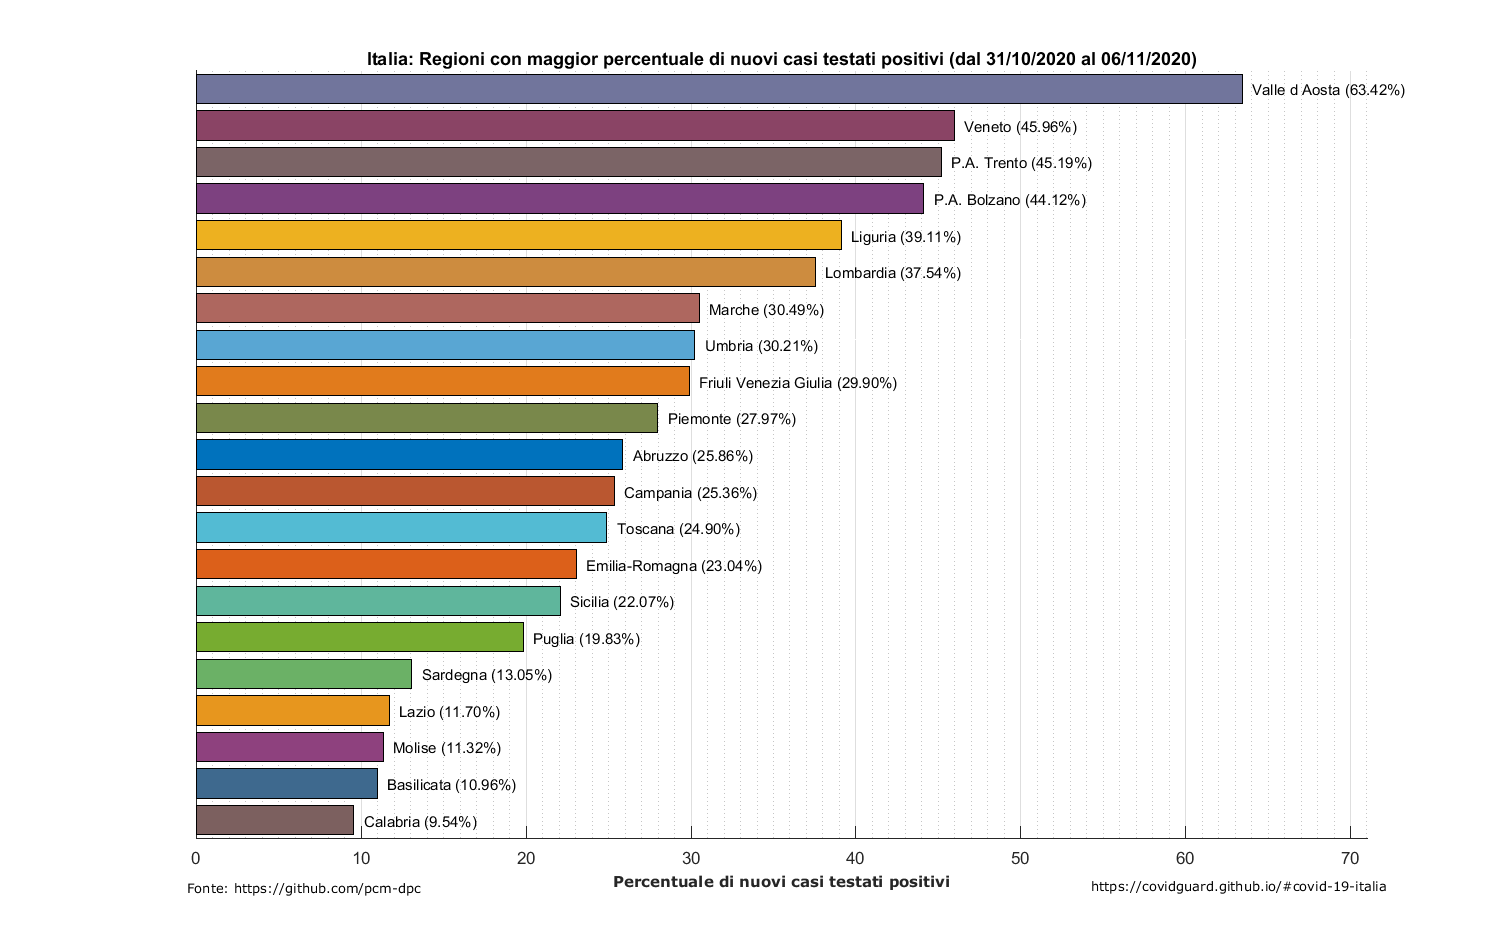 Italia: Regioni con maggior percentuale di nuovi casi testati positivi (dal 31/10/2020 al 06/11/2020)
Valle d Aosta (63.42%)
Veneto (45.96%)
P.A. Trento (45.19%)
P.A. Bolzano (44.12%)
Liguria (39.11%)
Lombardia (37.54%)
Marche (30.49%)
Umbria (30.21%)
Friuli Venezia Giulia (29.90%)
Piemonte (27.97%)
Abruzzo (25.86%)
Campania (25.36%)
Toscana (24.90%)
Emilia-Romagna (23.04%)
Sicilia (22.07%)
Puglia (19.83%)
Sardegna (13.05%)
Lazio (11.70%)
Molise (11.32%)
Basilicata (10.96%)
Calabria (9.54%)
0 10 20 30 40 50 60 70
Percentuale di nuovi casi testati positivi
Fonte: https://github.com/pcm-dpc
https://covidguard.github.io/#covid-19-italia